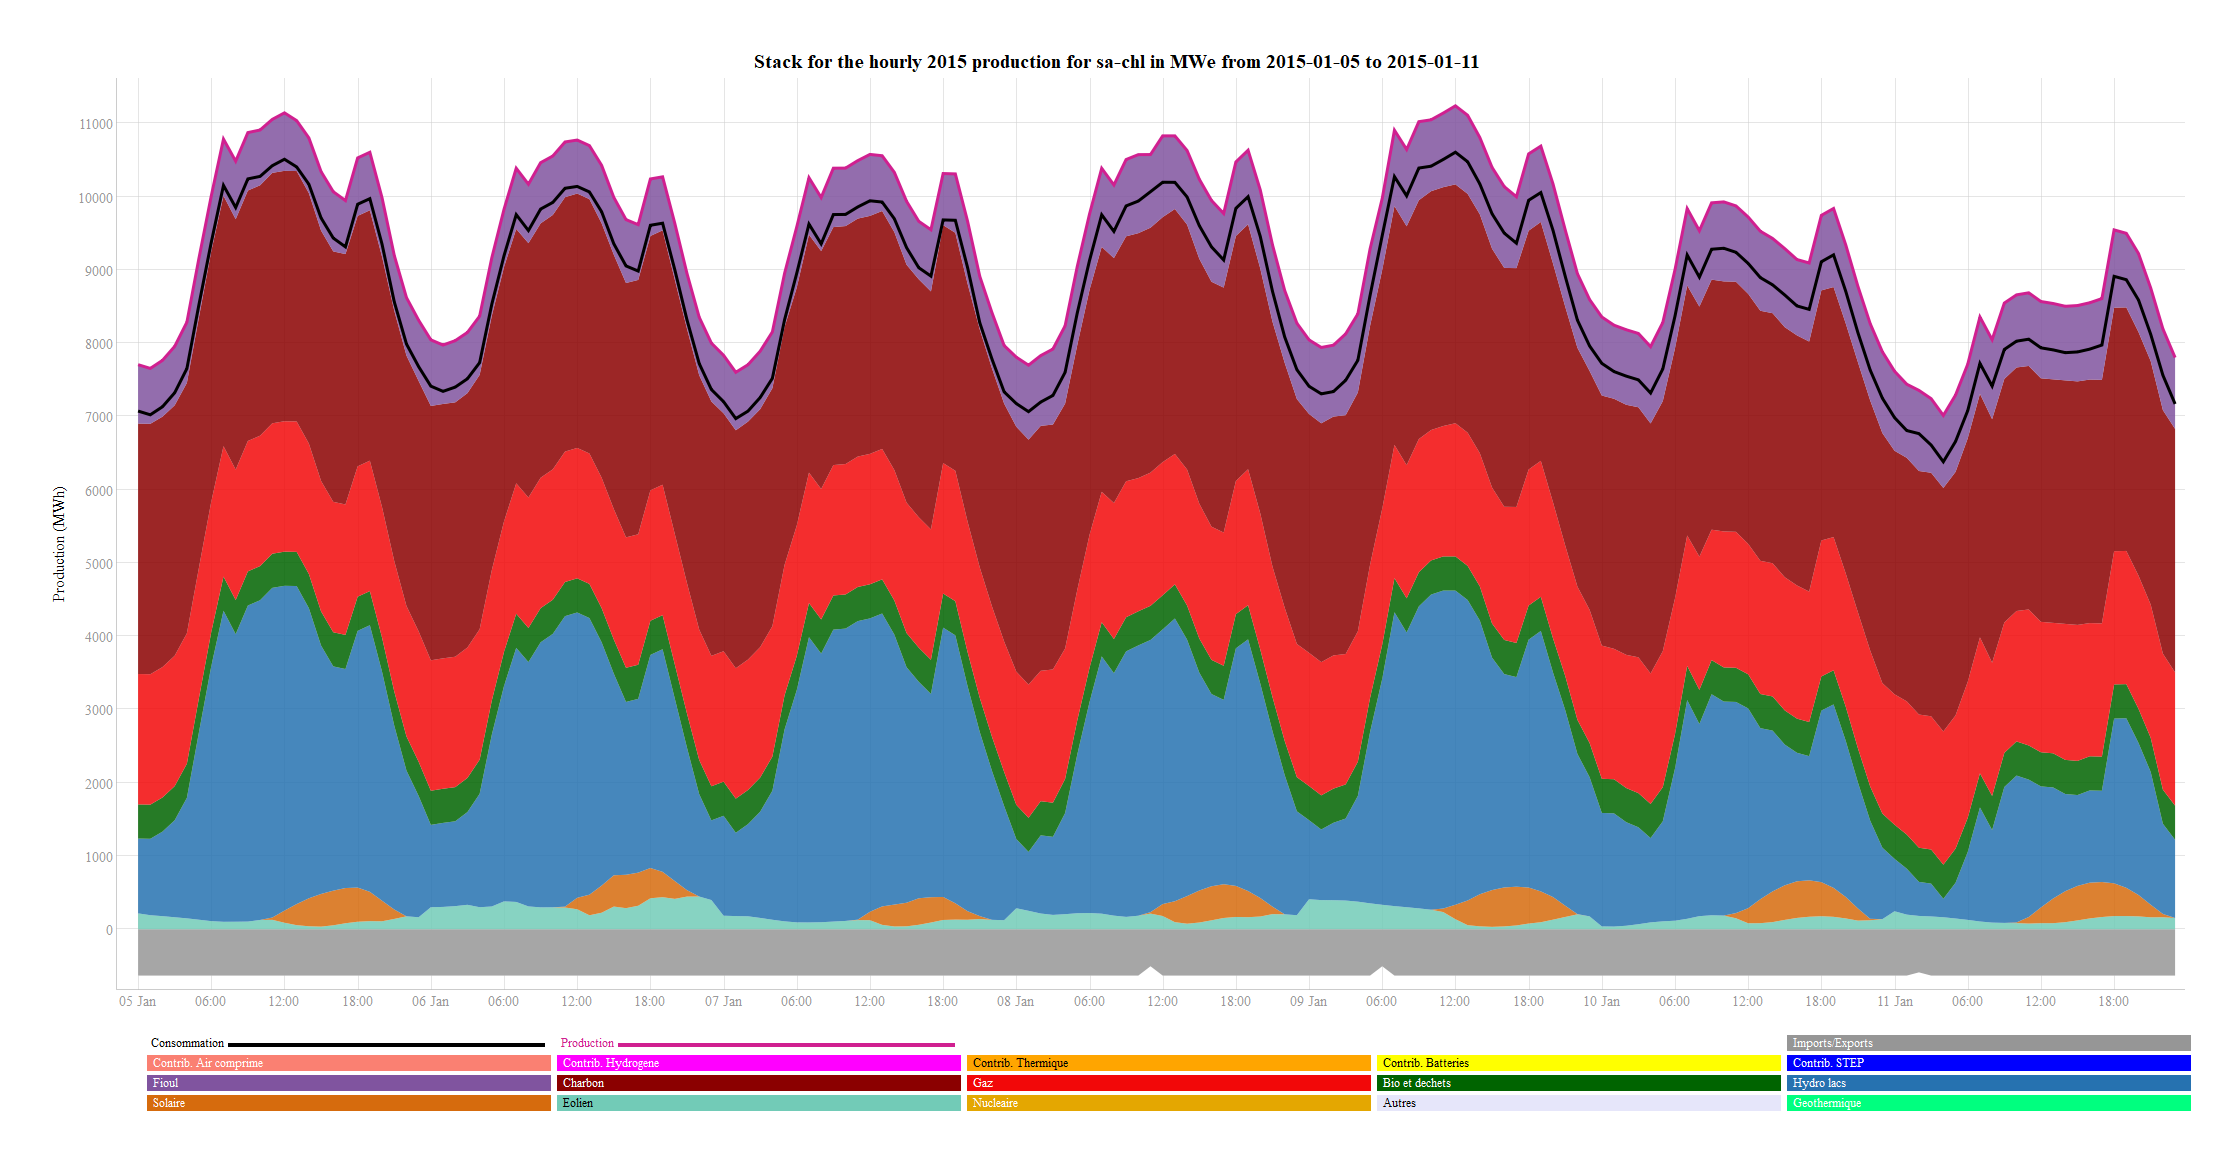 Stack for the hourly 2015 production for sa-chl in MWe from 2015-01-05 to 2015-01-11
Production (MWh)
11000
10000
9000
8000
7000
6000
5000
4000
3000
2000
1000
0
05 Jan 06:00 12:00 18:00 06 Jan 06:00 12:00 18:00 07 Jan 06:00 12:00 18:00 08 Jan 06:00 12:00 18:00 09 Jan 06:00 12:00 18:00 10 Jan 06:00 12:00 18:00 11 Jan 06:00 12:00 18:00
Consommation Production Imports/Exports
Contrib. Air comprime Contrib. Hydrogene Contrib. Thermique Contrib. Batteries Contrib. STEP
Fioul Charbon Gaz Bio et dechets Hydro lacs
Solaire Eolien Nucleaire Autres Geothermique